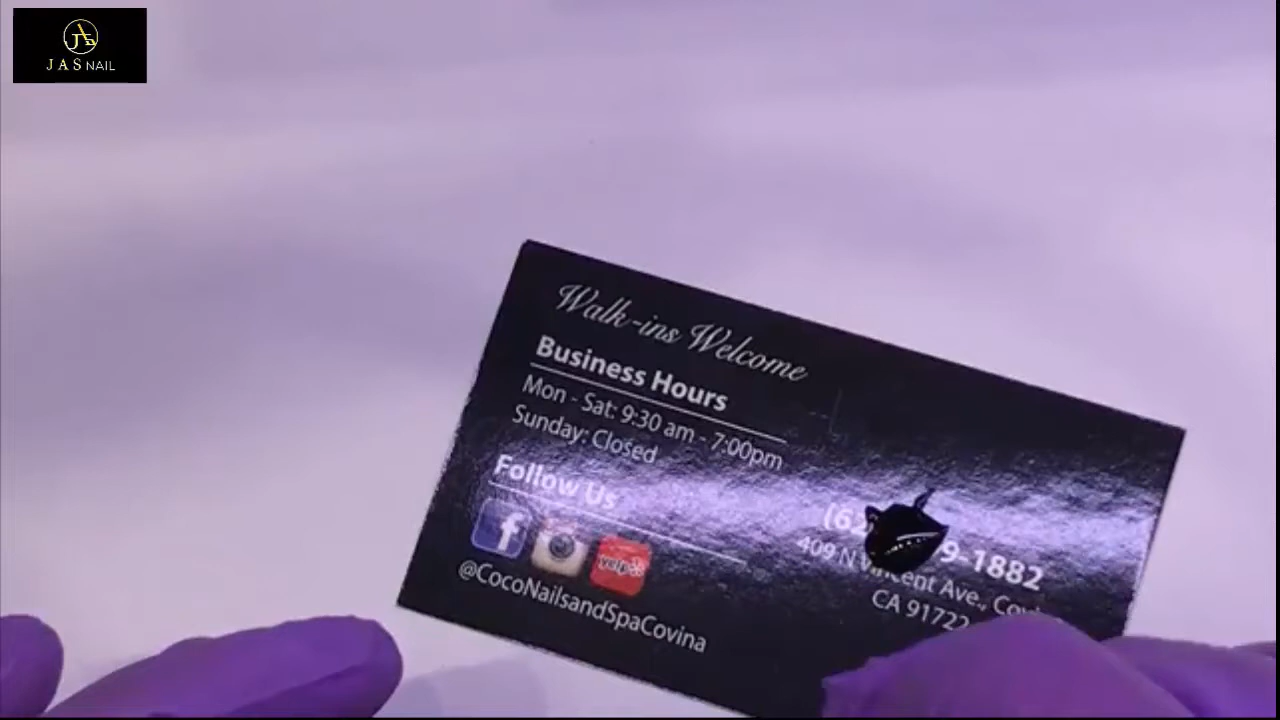 JAS NAIL
Walk-ins Welcome
Business Hours
Mon - Sat: 9:30 am - 7:00pm
Sunday: Closed
Follow Us
yelp
@CocoNailsandSpaCovina
9-1882
409 N Vincent Ave.,
CA 91722